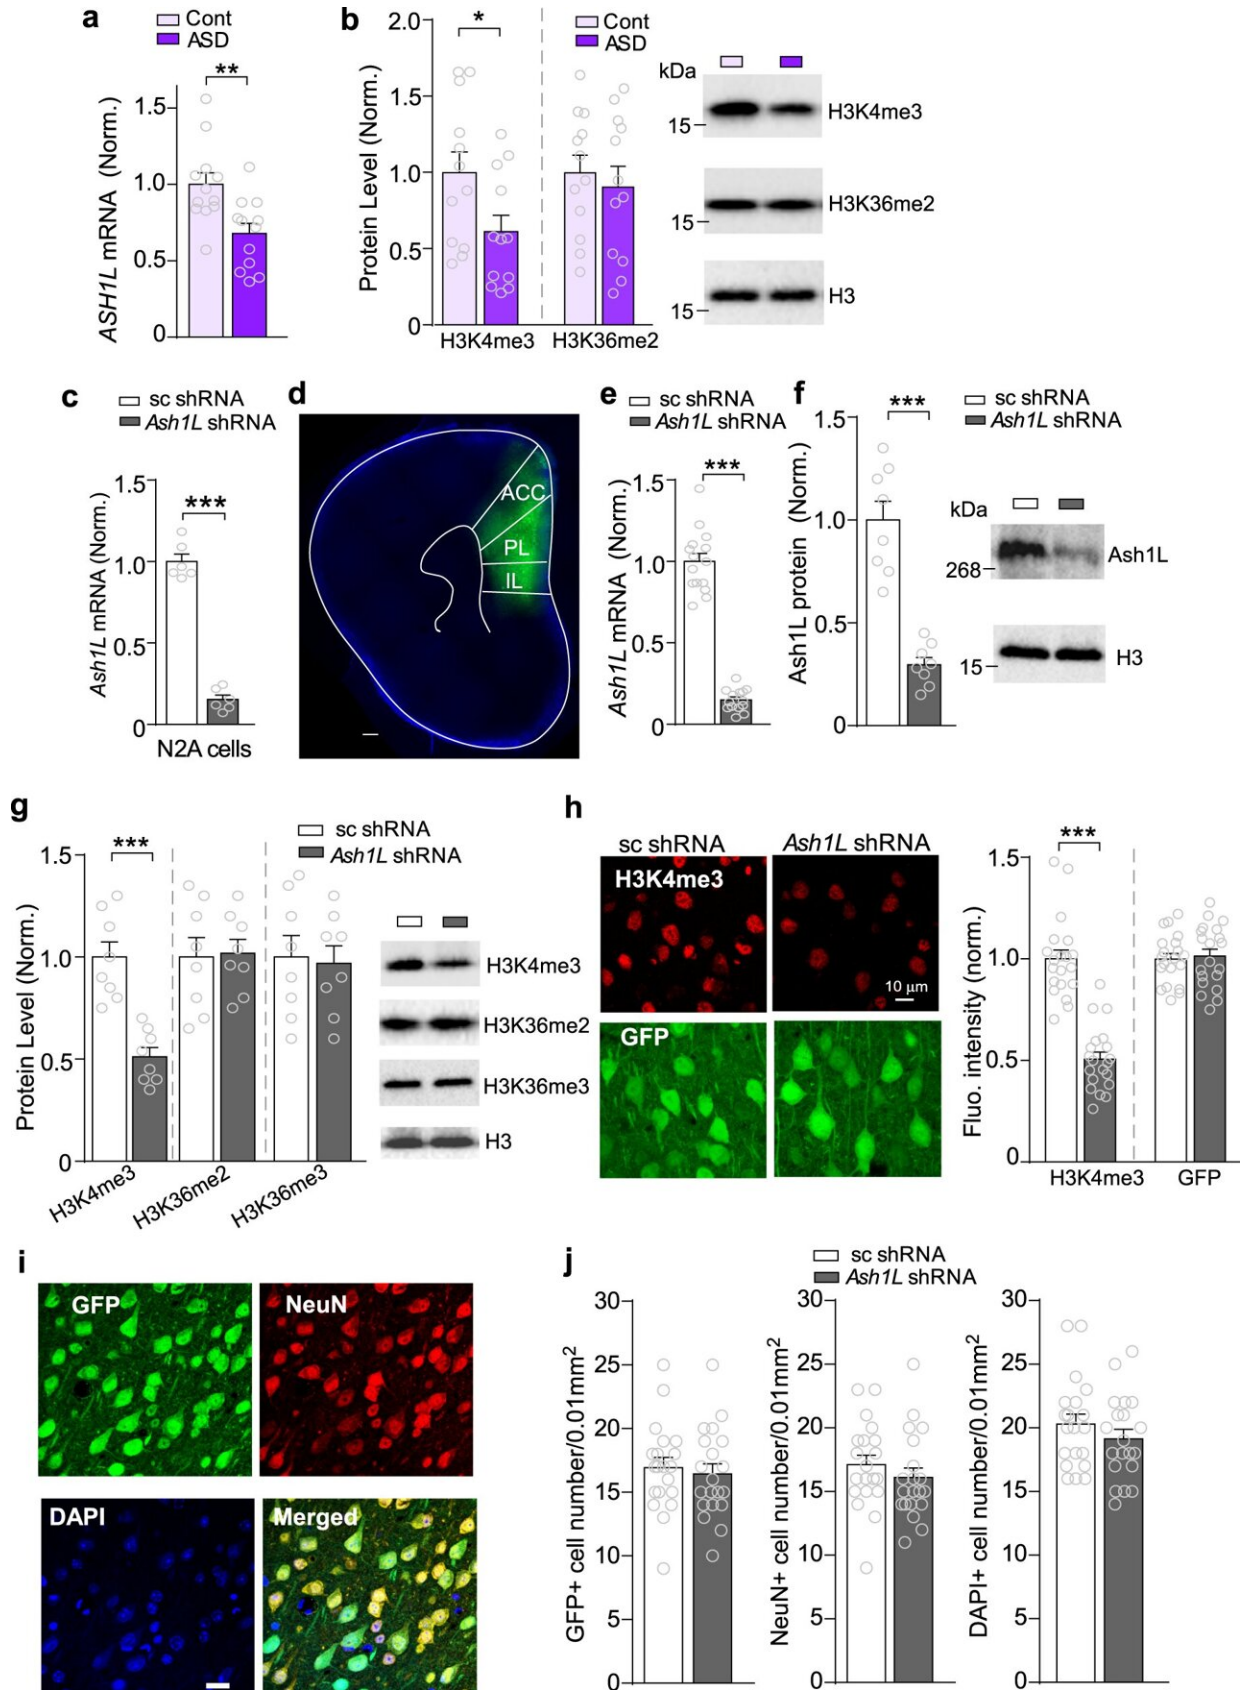 a
Cont
ASD
**
ASH1L mRNA (Norm.)
1.5
1.0
0.5
0
b
Cont
ASD
*
Protein Level (Norm.)
2.0
1.5
1.0
0.5
0
H3K4me3
H3K36me2
kDa
15
H3K4me3
15
H3K36me2
15
H3
c
sc shRNA
Ash1L shRNA
***
Ash1L mRNA (Norm.)
1.5
1.0
0.5
0
N2A cells
d
ACC
PL
IL
e
sc shRNA
Ash1L shRNA
***
Ash1L mRNA (Norm.)
1.5
1.0
0.5
0
f
sc shRNA
Ash1L shRNA
***
Ash1L protein (Norm.)
1.5
1.0
0.5
0
kDa
268
Ash1L
15
H3
g
sc shRNA
Ash1L shRNA
***
Protein Level (Norm.)
1.5
1.0
0.5
0
H3K4me3
H3K36me2
H3K36me3
H3K4me3
H3K36me2
H3K36me3
H3
h
sc shRNA
Ash1L shRNA
H3K4me3
10 μm
GFP
***
Fluo. intensity (norm.)
1.5
1.0
0.5
0
H3K4me3
GFP
i
GFP
NeuN
DAPI
Merged
j
sc shRNA
Ash1L shRNA
GFP+ cell number/0.01mm²
30
25
20
15
10
5
0
NeuN+ cell number/0.01mm²
30
25
20
15
10
5
0
DAPI+ cell number/0.01mm²
30
25
20
15
10
5
0